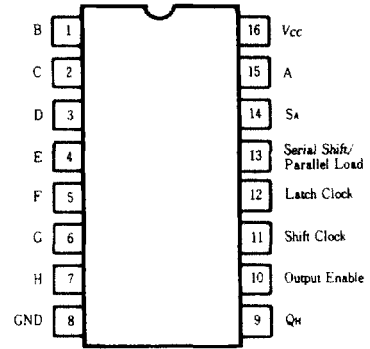 B 1 16 Vcc
C 2 15 A
D 3 14 SA
E 4 13 Serial Shift/
Parallel Load
F 5 12 Latch Clock
G 6 11 Shift Clock
H 7 10 Output Enable
GND 8 9 QH